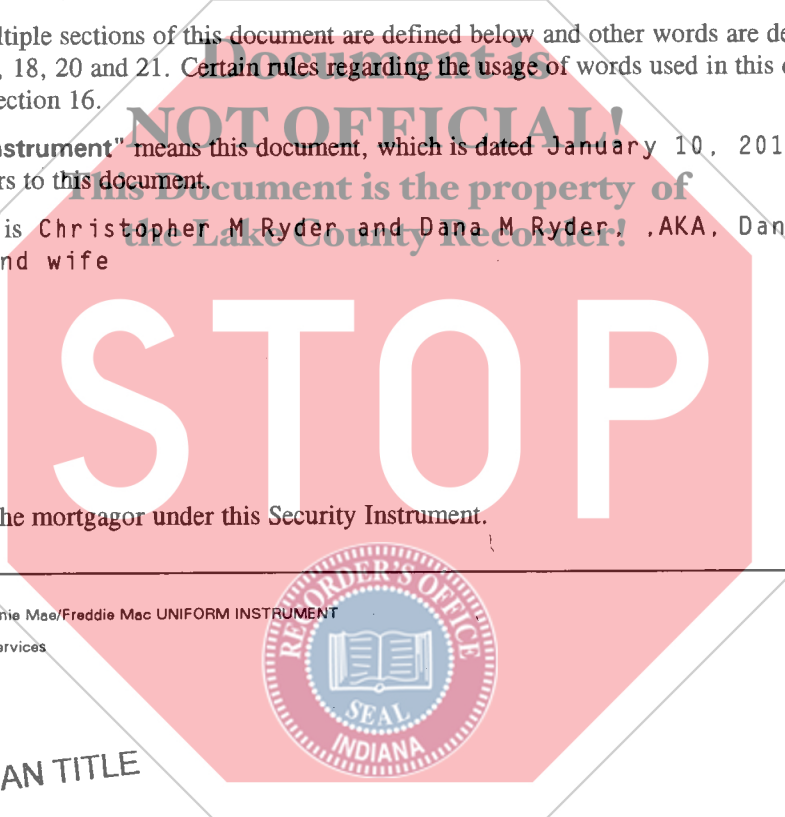 ltiple sections of this document are defined below and other words are de
Document is
, 18, 20 and 21. Certain rules regarding the usage of words used in this
ection 16.
NOT OFFICIAL!
nstrument" means this document, which is dated January 10, 201
This Document is the property of
rs to this document.
is Christopher M Ryder and Dana M Ryder, ,AKA, Dan
the Lake County Recorder!
nd wife
STOP
he mortgagor under this Security Instrument.
RECORDER'S OFFICE
nie Mae/Freddie Mac UNIFORM INSTRUMENT
ervices
SEAL
INDIANA
AN TITLE